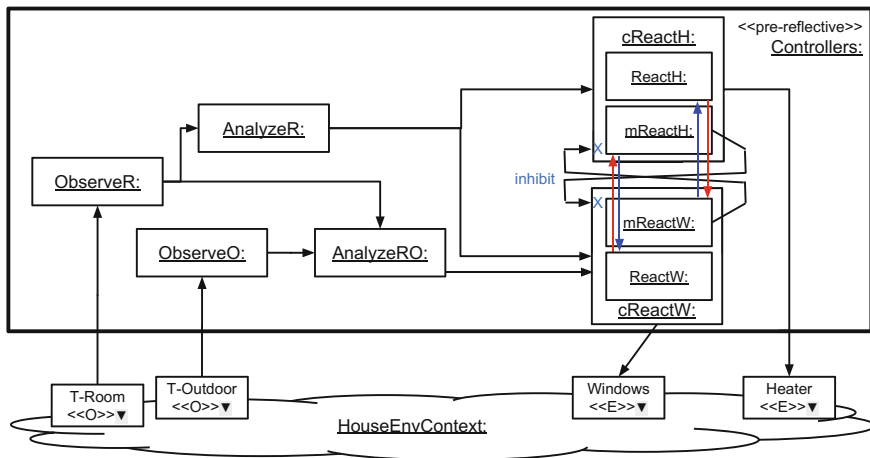 <<pre-reflective>>
Controllers:
cReactH:
ReactH:
AnalyzeR:
mReactH:
X
ObserveR:
inhibit
X
mReactW:
ObserveO:
AnalyzeRO:
ReactW:
cReactW:
T-Room
<<O>>▼
T-Outdoor
<<O>>▼
Windows
<<E>>▼
Heater
<<E>>▼
HouseEnvContext: